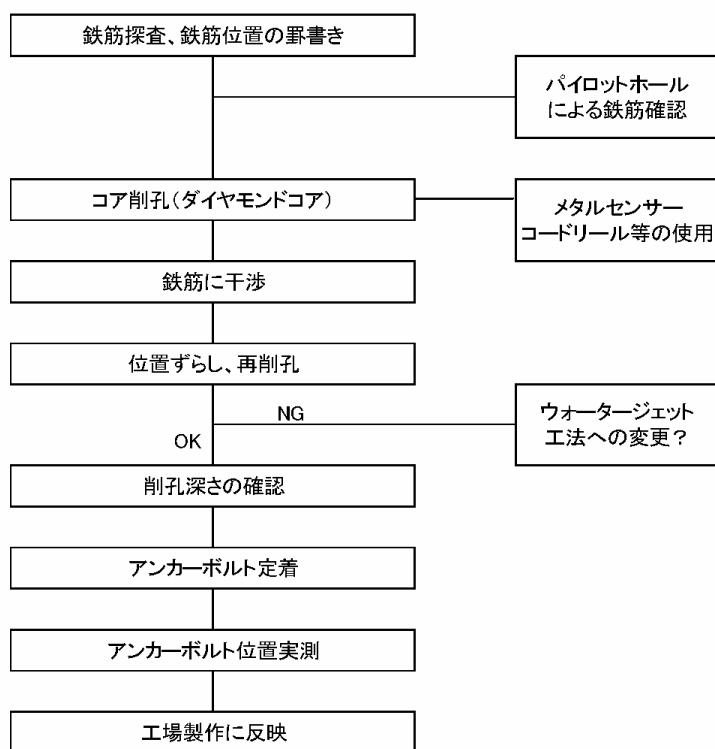 鉄筋探査、鉄筋位置の罫書き
パイロットホール
による鉄筋確認
コア削孔(ダイヤモンドコア)
メタルセンサー
コードリール等の使用
鉄筋に干渉
位置ずらし、再削孔
NG
ウォータージェット
工法への変更?
OK
削孔深さの確認
アンカーボルト定着
アンカーボルト位置実測
工場製作に反映